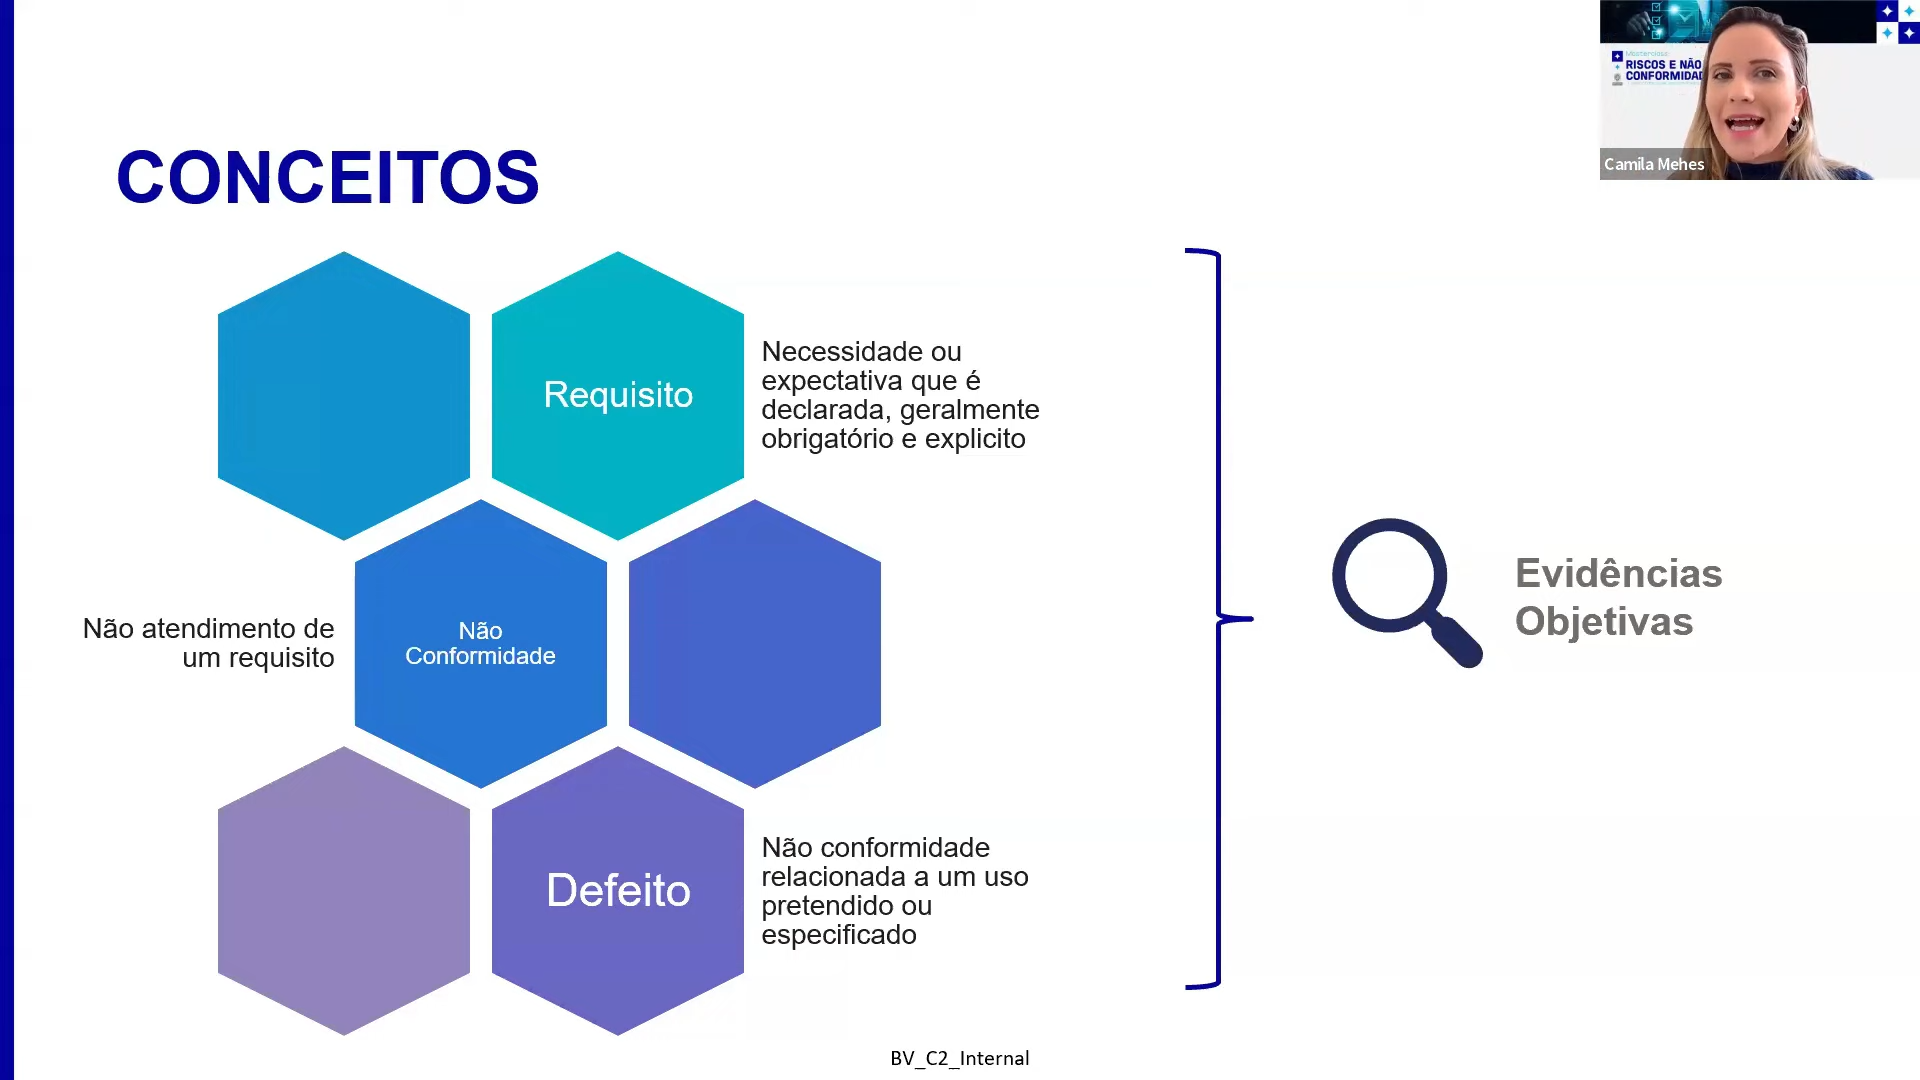 CONCEITOS
Masterclass
RISCOS E NÃO
CONFORMIDAD
Camila Mehes
Requisito
Necessidade ou
expectativa que é
declarada, geralmente
obrigatório e explicito
Não atendimento de
um requisito
Não
Conformidade
Evidências
Objetivas
Defeito
Não conformidade
relacionada a um uso
pretendido ou
especificado
BV_C2_Internal